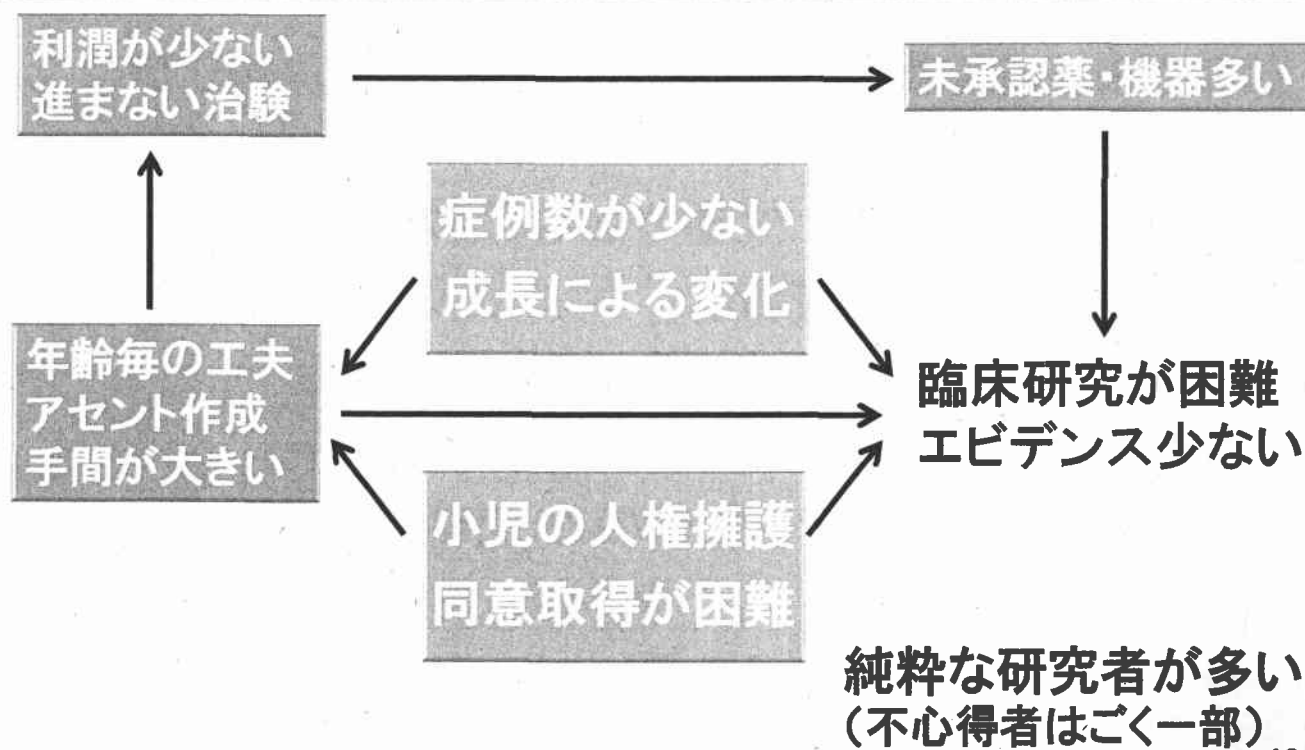 利潤が少ない
進まない治験
未承認薬・機器多い
症例数が少ない
成長による変化
年齢毎の工夫
アセント作成
手間が大きい
臨床研究が困難
エビデンス少ない
小児の人権擁護
同意取得が困難
純粋な研究者が多い
（不心得者はごく一部）